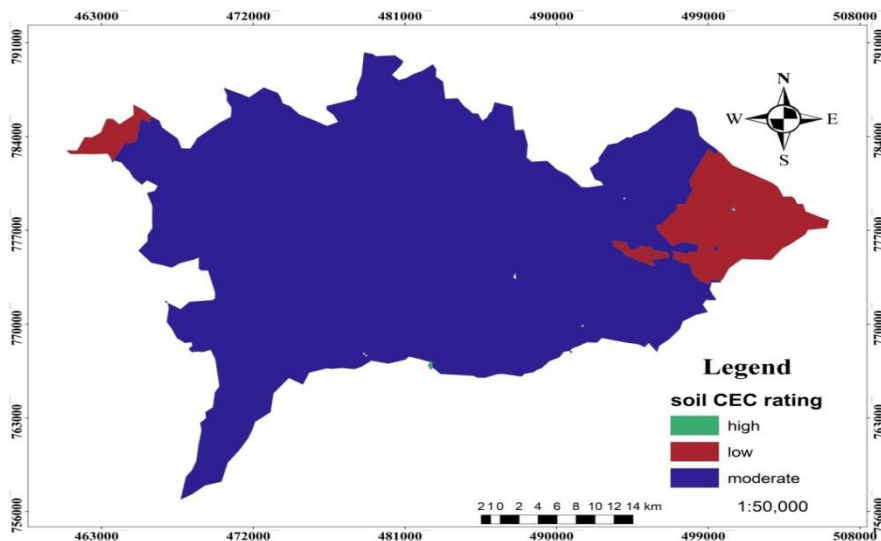 463000 472000 481000 490000 499000 508000
791000 791000
784000 784000
777000 777000
770000 770000
763000 763000
756000 756000
N
W E
S
Legend
soil CEC rating
high
low
moderate
2 1 0 2 4 6 8 10 12 14 km
1:50,000
463000 472000 481000 490000 499000 508000